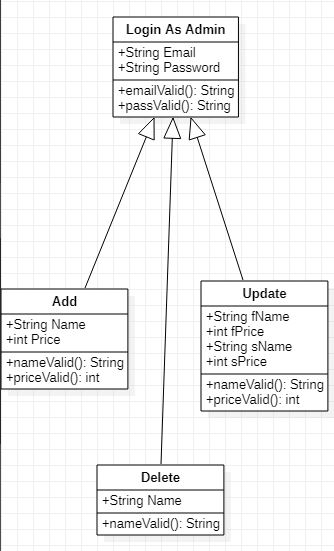 Login As Admin
+String Email
+String Password
+emailValid(): String
+passValid(): String
Add
+String Name
+int Price
+nameValid(): String
+priceValid(): int
Update
+String fName
+int fPrice
+String sName
+int sPrice
+nameValid(): String
+priceValid(): int
Delete
+String Name
+nameValid(): String